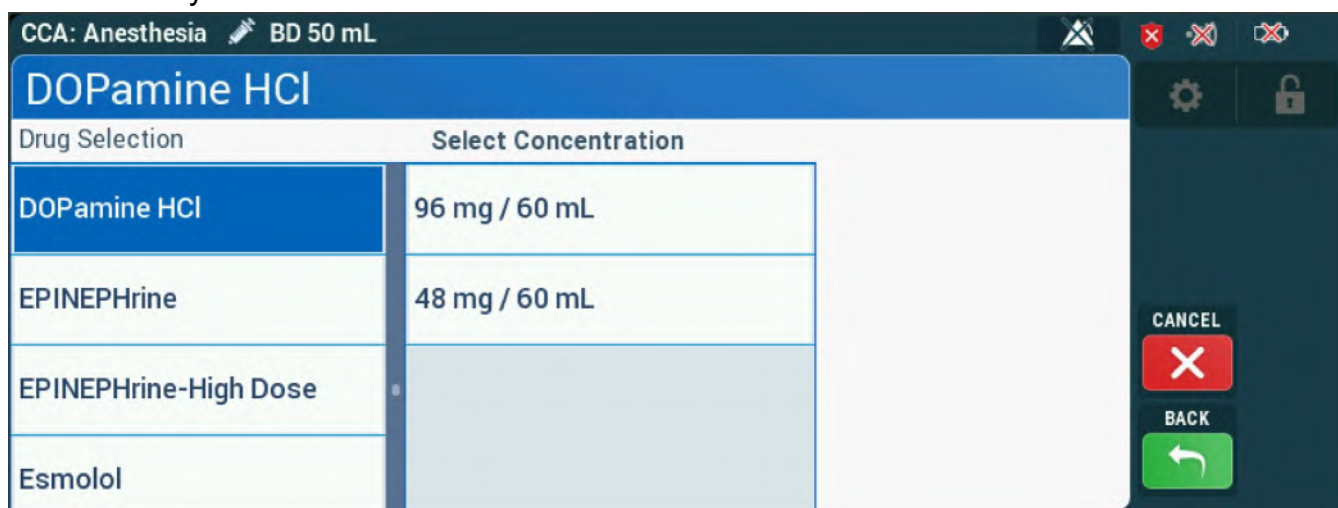 CCA: Anesthesia BD 50 mL
DOPamine HCl
Drug Selection
Select Concentration
DOPamine HCl
96 mg / 60 mL
EPINEPHrine
48 mg / 60 mL
EPINEPHrine-High Dose
Esmolol
CANCEL
BACK